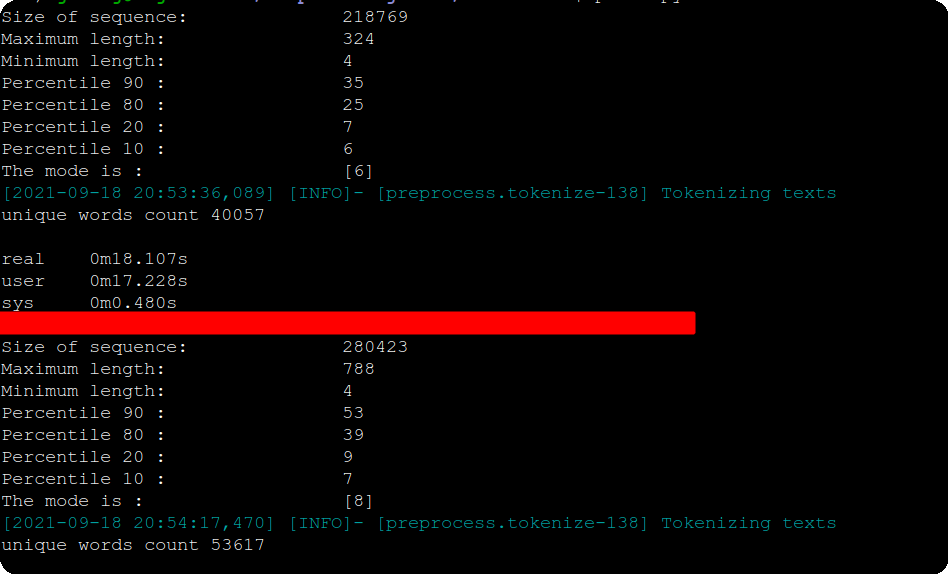 Size of sequence: 218769
Maximum length: 324
Minimum length: 4
Percentile 90 : 35
Percentile 80 : 25
Percentile 20 : 7
Percentile 10 : 6
The mode is : [6]
[2021-09-18 20:53:36,089] [INFO]- [preprocess.tokenize-138] Tokenizing texts
unique words count 40057
real 0m18.107s
user 0m17.228s
sys 0m0.480s
Size of sequence: 280423
Maximum length: 788
Minimum length: 4
Percentile 90 : 53
Percentile 80 : 39
Percentile 20 : 9
Percentile 10 : 7
The mode is : [8]
[2021-09-18 20:54:17,470] [INFO]- [preprocess.tokenize-138] Tokenizing texts
unique words count 53617